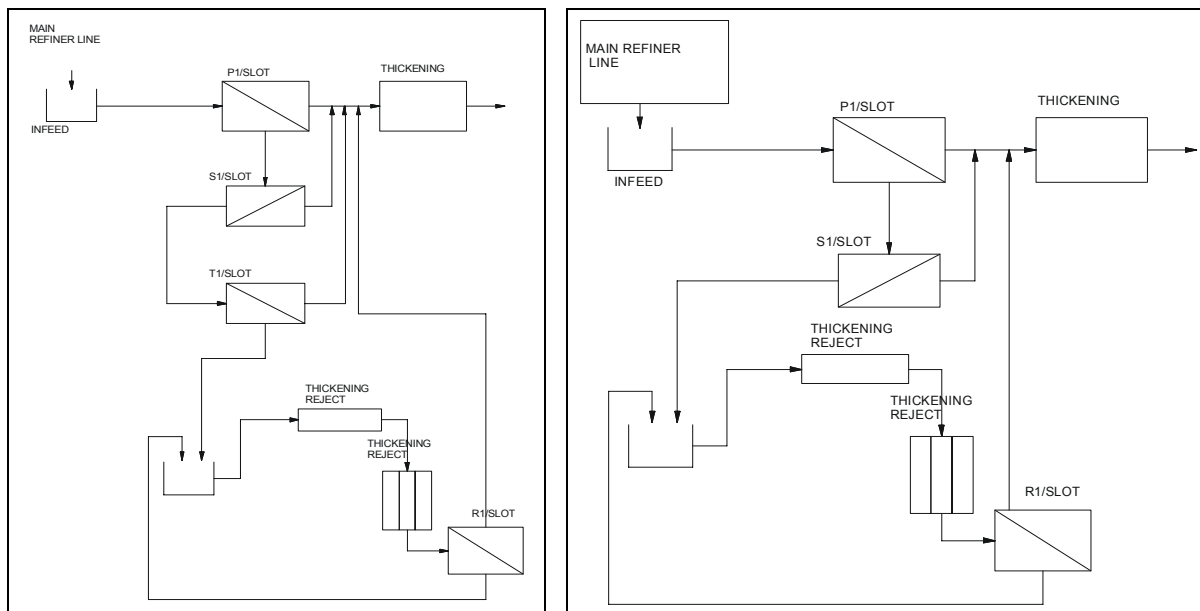 MAIN
REFINER LINE
P1/SLOT
THICKENING
INFEED
S1/SLOT
T1/SLOT
THICKENING
REJECT
THICKENING
REJECT
R1/SLOT
MAIN REFINER
LINE
P1/SLOT
THICKENING
INFEED
S1/SLOT
THICKENING
REJECT
THICKENING
REJECT
R1/SLOT